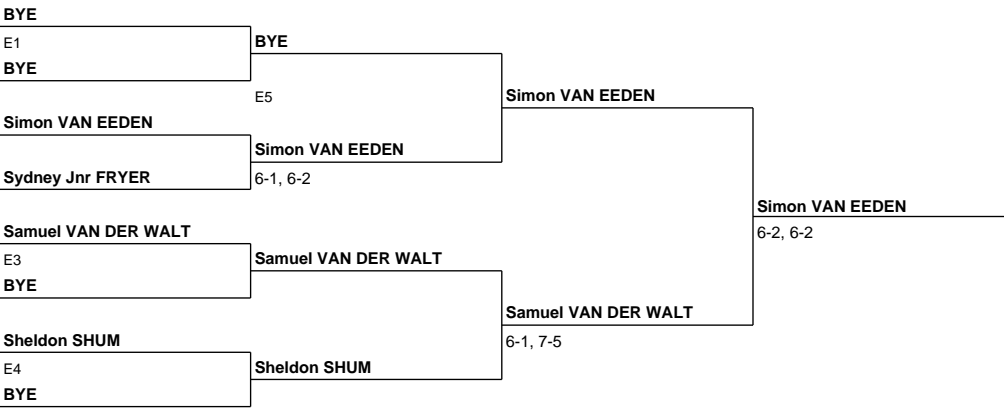 BYE
E1
BYE
BYE
E5
Simon VAN EEDEN
Simon VAN EEDEN
Simon VAN EEDEN
Sydney Jnr FRYER
6-1, 6-2
Simon VAN EEDEN
6-2, 6-2
Samuel VAN DER WALT
E3
BYE
Samuel VAN DER WALT
Samuel VAN DER WALT
6-1, 7-5
Sheldon SHUM
E4
BYE
Sheldon SHUM